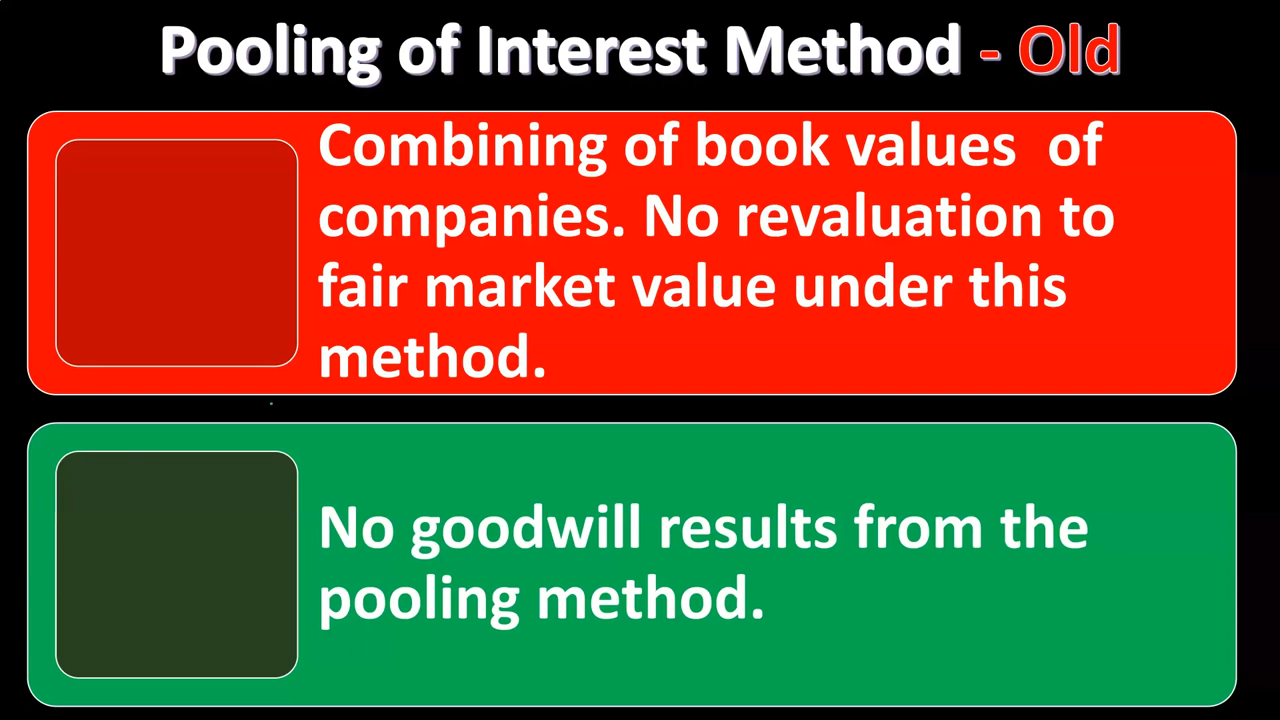 Pooling of Interest Method - Old
Combining of book values  of
companies. No revaluation to
fair market value under this
method.
No goodwill results from the
pooling method.